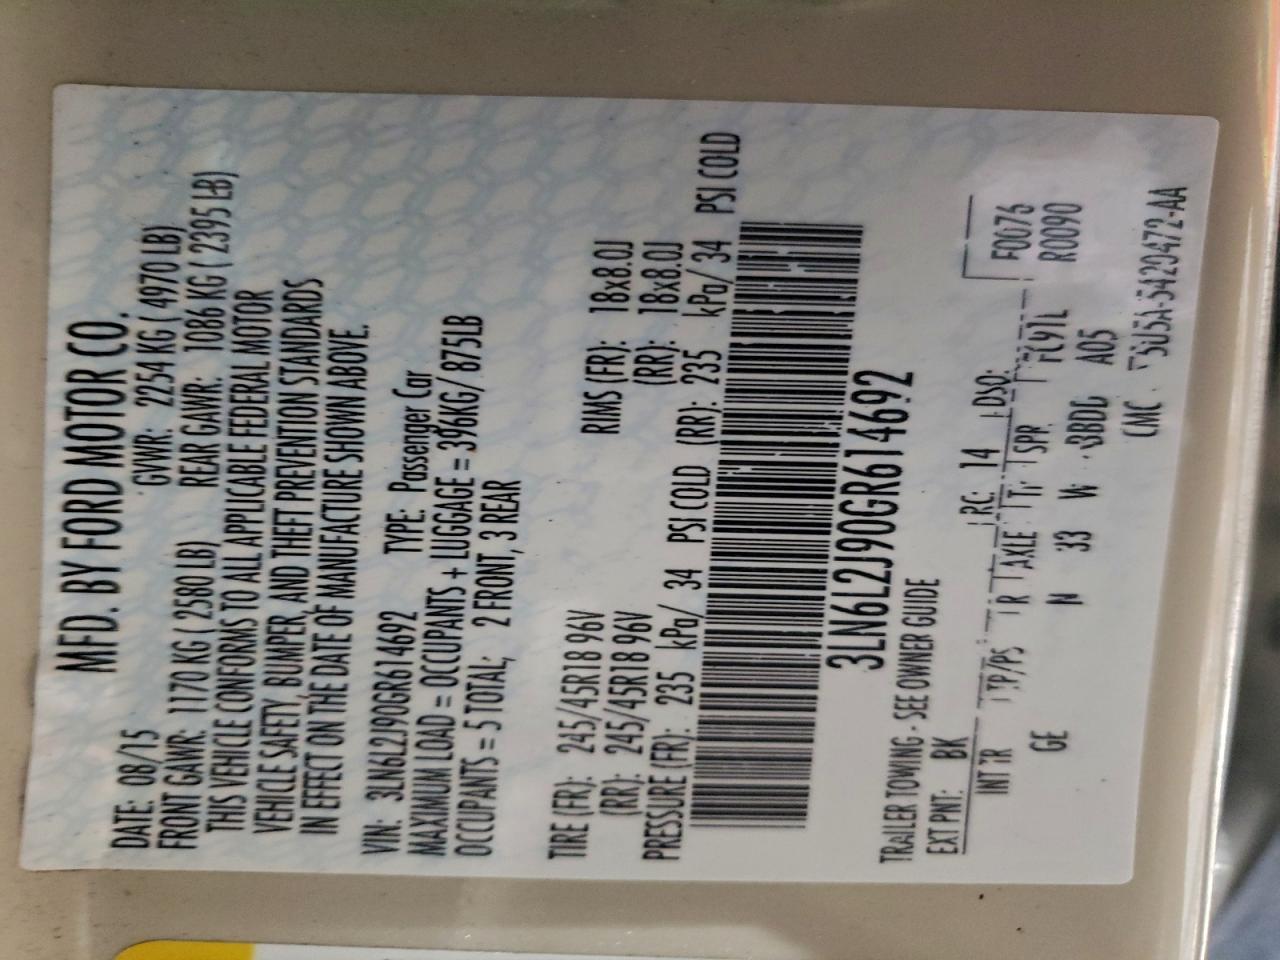 MFD. BY FORD MOTOR CO.
DATE: 08/15 GVWR: 2254 KG ( 4970 LB)
FRONT GAWR: 1170 KG ( 2580 LB) REAR GAWR: 1086 KG ( 2395 LB)
THIS VEHICLE CONFORMS TO ALL APPLICABLE FEDERAL MOTOR
VEHICLE SAFETY, BUMPER, AND THEFT PREVENTION STANDARDS
IN EFFECT ON THE DATE OF MANUFACTURE SHOWN ABOVE.
VIN: 3LN6L2J90GR614692 TYPE: Passenger Car
MAXIMUM LOAD = OCCUPANTS + LUGGAGE = 396KG/ 875LB
OCCUPANTS = 5 TOTAL; 2 FRONT, 3 REAR
TIRE (FR): 245/45R18 96V RIMS (FR): 18x8.0J
(RR): 245/45R18 96V (RR): 18x8.0J
PRESSURE (FR): 235 kPa/ 34 PSI COLD (RR): 235 kPa/ 34 PSI COLD
3LN6L2J90GR614692
TRAILER TOWING - SEE OWNER GUIDE
EXT PNT: BK RC: 14 DSO:
INT TR TP/PS R AXLE TR SPR F0076
GE N 33 W A05 R0090